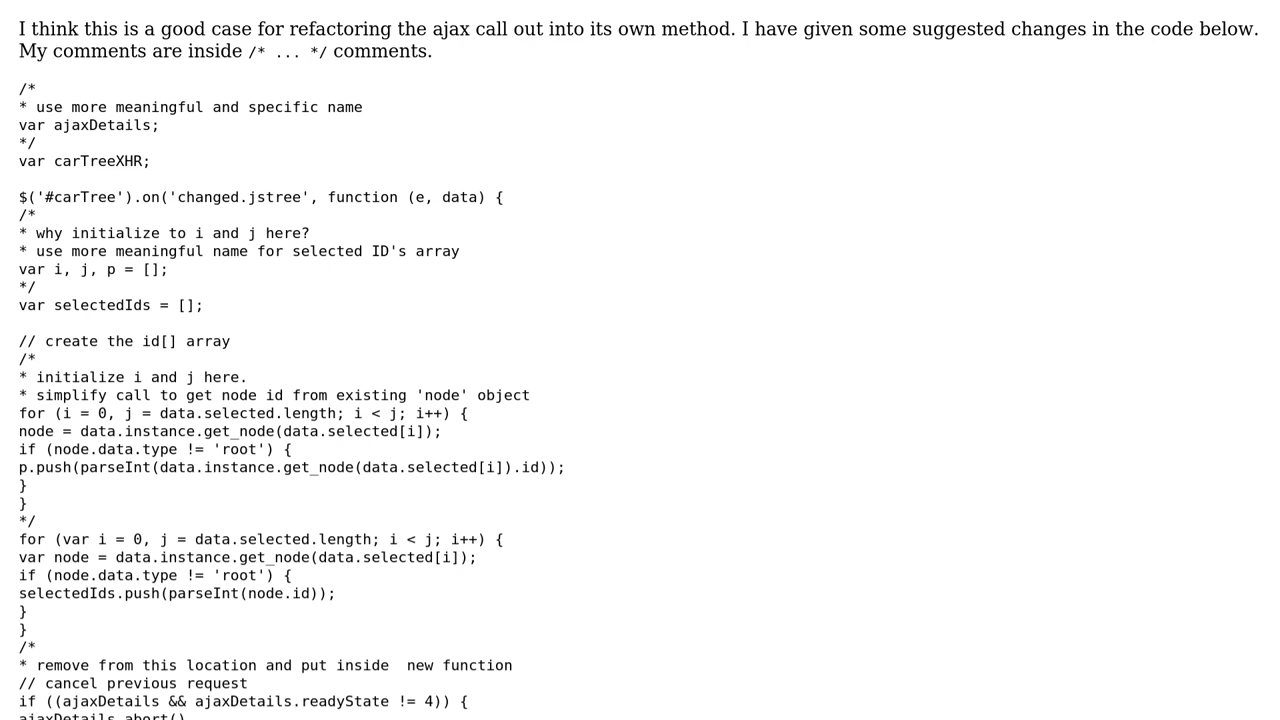 I think this is a good case for refactoring the ajax call out into its own method. I have given some suggested changes in the code below.
My comments are inside /* ... */ comments.
/*
* use more meaningful and specific name
var ajaxDetails;
*/
var carTreeXHR;
$('#carTree').on('changed.jstree', function (e, data) {
/*
* why initialize to i and j here?
* use more meaningful name for selected ID's array
var i, j, p = [];
*/
var selectedIds = [];
// create the id[] array
/*
* initialize i and j here.
* simplify call to get node id from existing 'node' object
for (i = 0, j = data.selected.length; i < j; i++) {
node = data.instance.get_node(data.selected[i]);
if (node.data.type != 'root') {
p.push(parseInt(data.instance.get_node(data.selected[i]).id));
}
}
*/
for (var i = 0, j = data.selected.length; i < j; i++) {
var node = data.instance.get_node(data.selected[i]);
if (node.data.type != 'root') {
selectedIds.push(parseInt(node.id));
}
}
/*
* remove from this location and put inside  new function
// cancel previous request
if ((ajaxDetails && ajaxDetails.readyState != 4)) {
ajaxDetails.abort()